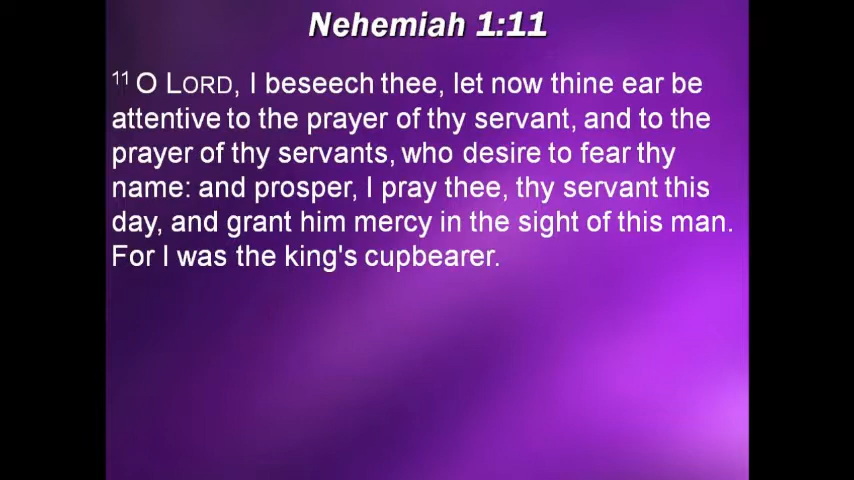 Nehemiah 1:11
11 O LORD, I beseech thee, let now thine ear be
attentive to the prayer of thy servant, and to the
prayer of thy servants, who desire to fear thy
name: and prosper, I pray thee, thy servant this
day, and grant him mercy in the sight of this man.
For I was the king's cupbearer.